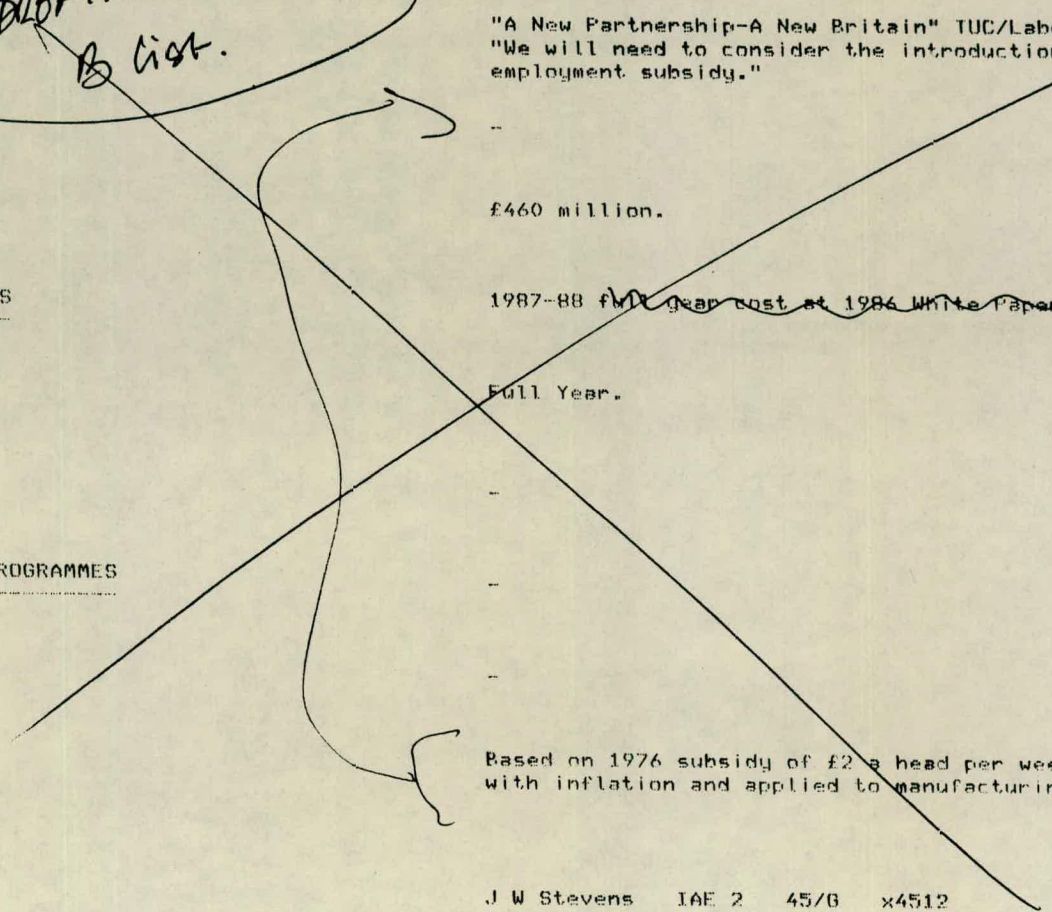 B list.
"A New Partnership-A New Britain" TUC/Lab
"We will need to consider the introduction
employment subsidy."
-
£460 million.
S
1987-88 full year cost at 1986 White Paper
Full Year.
-
ROGRAMMES
-
-
Based on 1976 subsidy of £2 a head per wee
with inflation and applied to manufacturin
J W Stevens IAE 2 45/G x4512